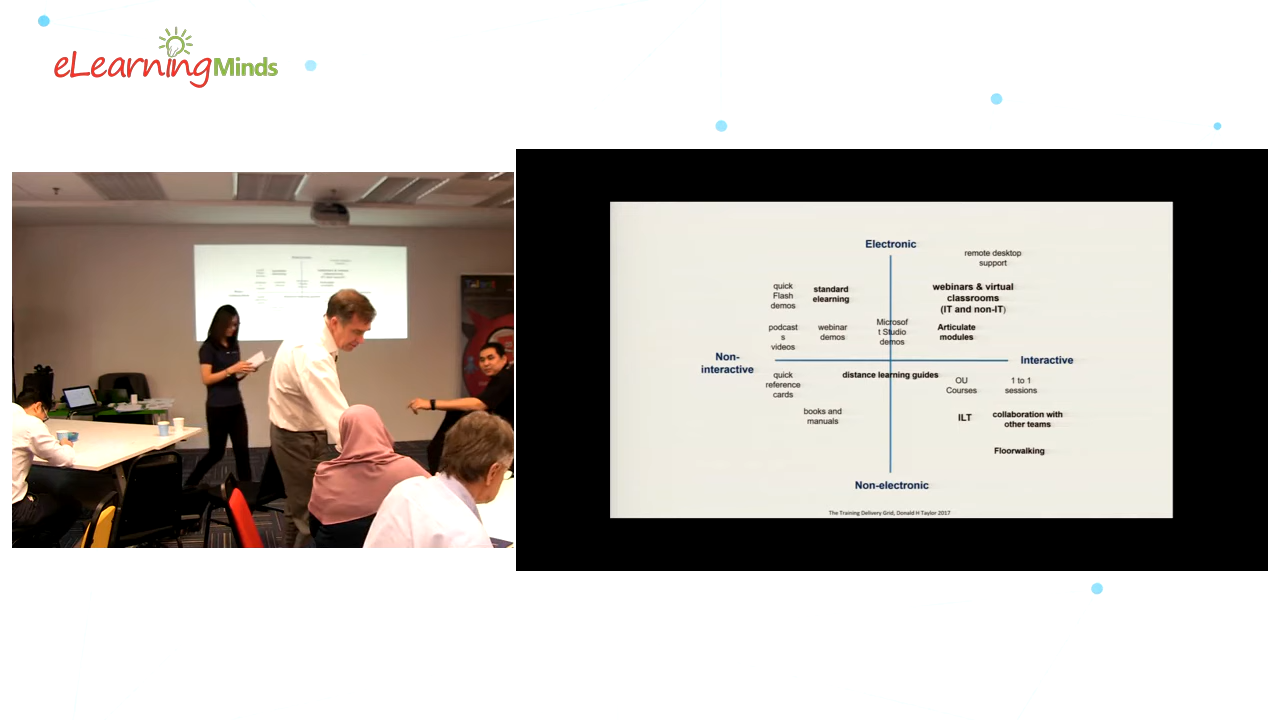 eLearningMinds
Electronic
remote desktop
support
quick
Flash
demos
standard
elearning
webinars & virtual
classrooms
(IT and non-IT)
podcast
s
videos
webinar
demos
Microsof
t Studio
demos
Articulate
modules
Non-
interactive
Interactive
quick
reference
cards
distance learning guides
OU
Courses
1 to 1
sessions
books and
manuals
ILT
collaboration with
other teams
Floorwalking
Non-electronic
The Training Delivery Grid, Donald H Taylor 2017